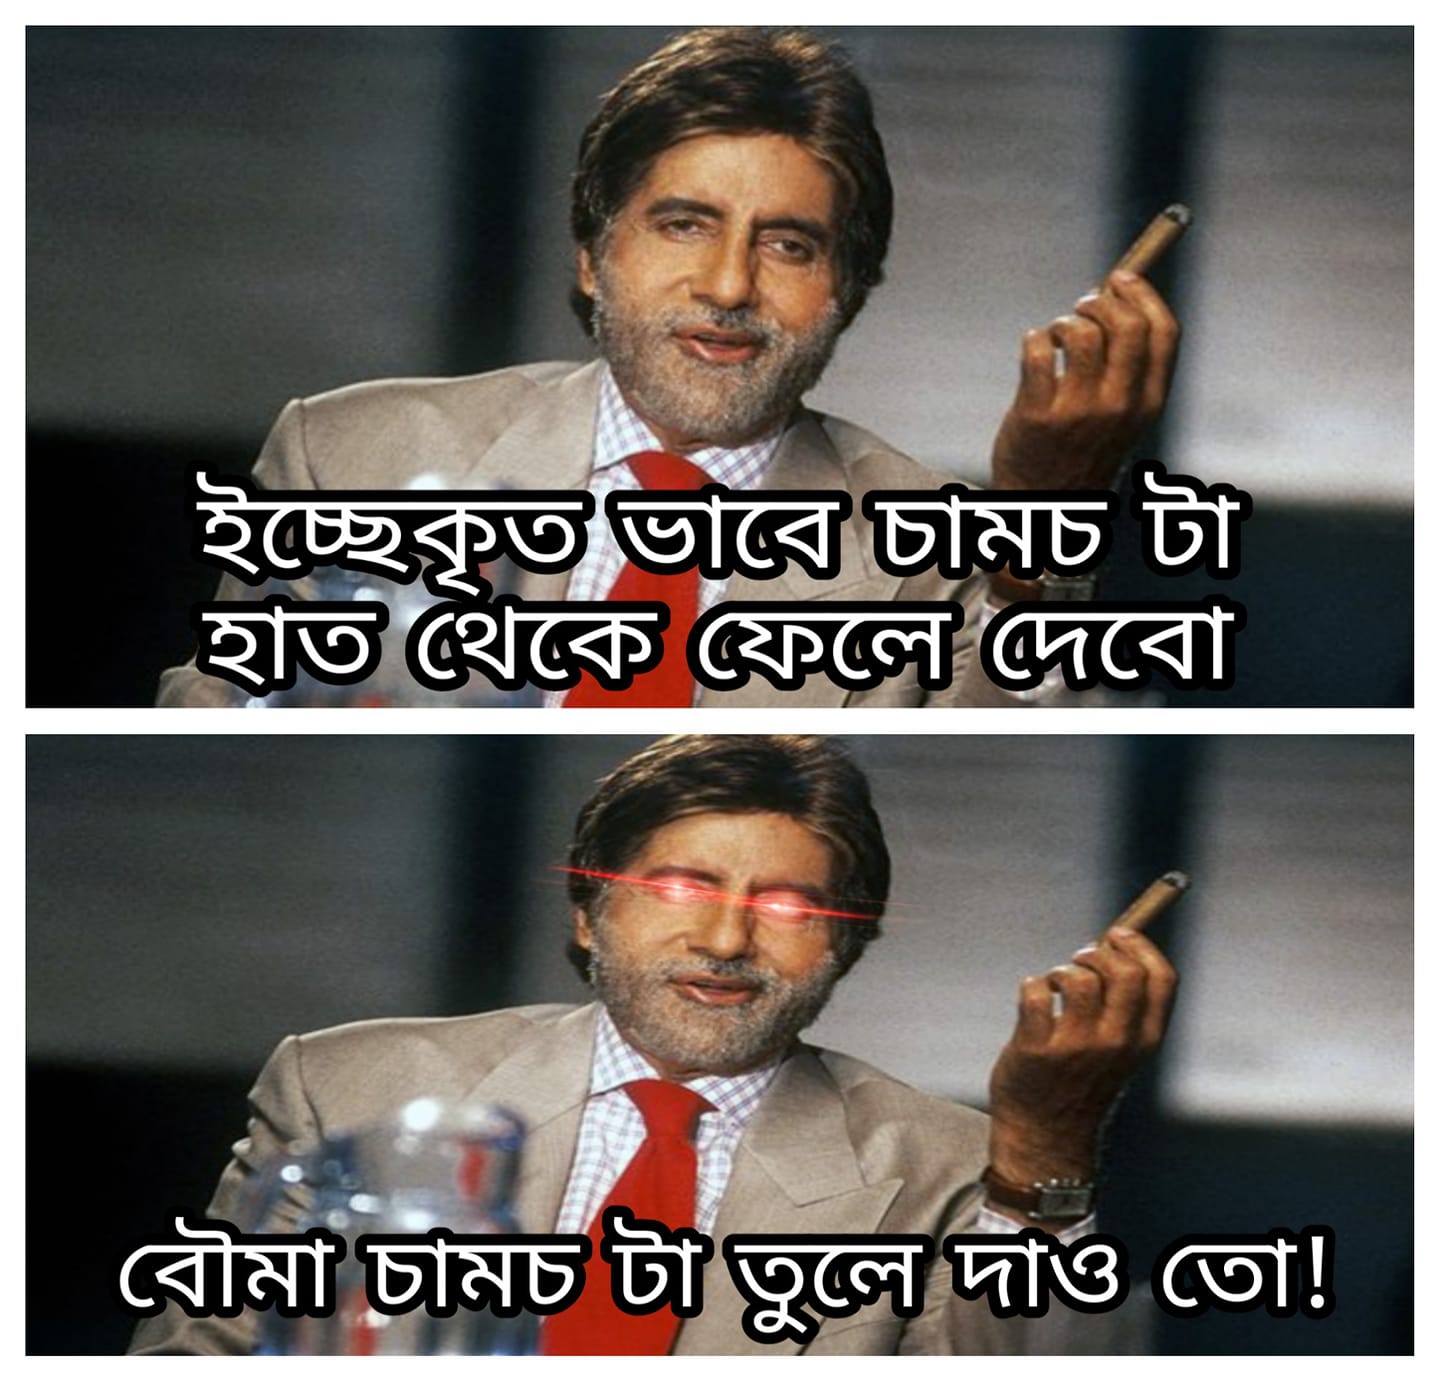 ইচ্ছেকৃত ভাবে চামচ টা
হাত থেকে ফেলে দেবো
বৌমা চামচ টা তুলে দাও তো!